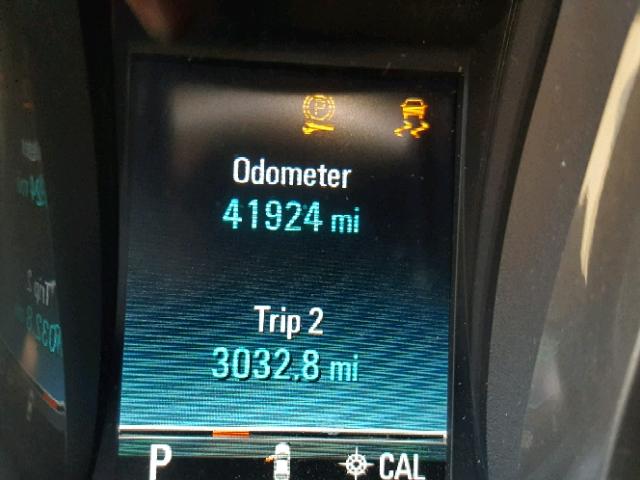 P
Odometer
41924 mi
Trip 2
3032.8 mi
P CAL